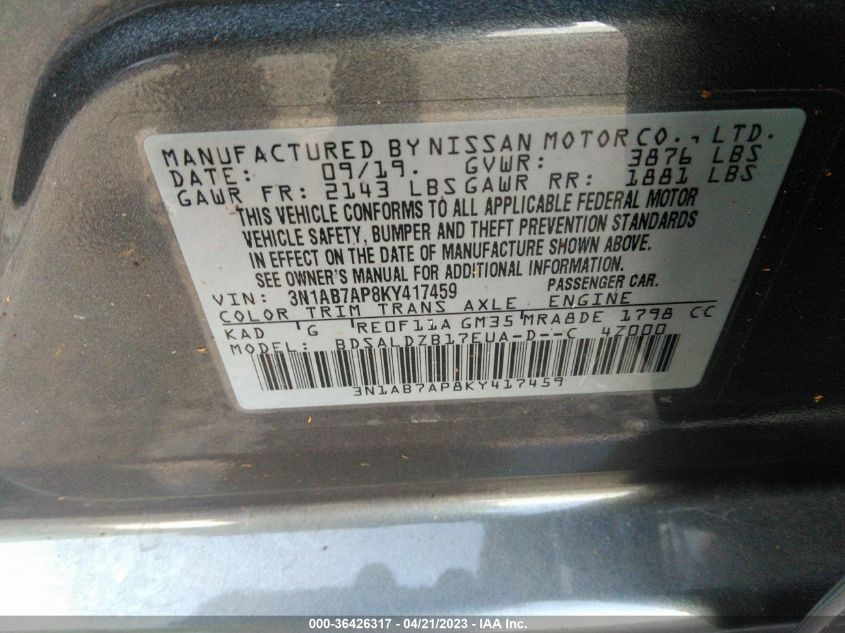 MANUFACTURED BY NISSAN MOTOR CO., LTD.
DATE: 09/19. GVWR: 3876 LBS
GAWR FR: 2143 LBS GAWR RR: 1881 LBS
THIS VEHICLE CONFORMS TO ALL APPLICABLE FEDERAL MOTOR
VEHICLE SAFETY, BUMPER AND THEFT PREVENTION STANDARDS
IN EFFECT ON THE DATE OF MANUFACTURE SHOWN ABOVE.
SEE OWNER'S MANUAL FOR ADDITIONAL INFORMATION.
VIN: 3N1AB7AP8KY417459 PASSENGER CAR.
COLOR TRIM TRANS AXLE ENGINE
KAD G RE0F11A GM35 MRA8DE 1798 CC
MODEL: BDSALDZB17EUA-D--C 47000
3N1AB7AP8KY417459
000-36426317 / 04/21/2023 / IAA Inc.